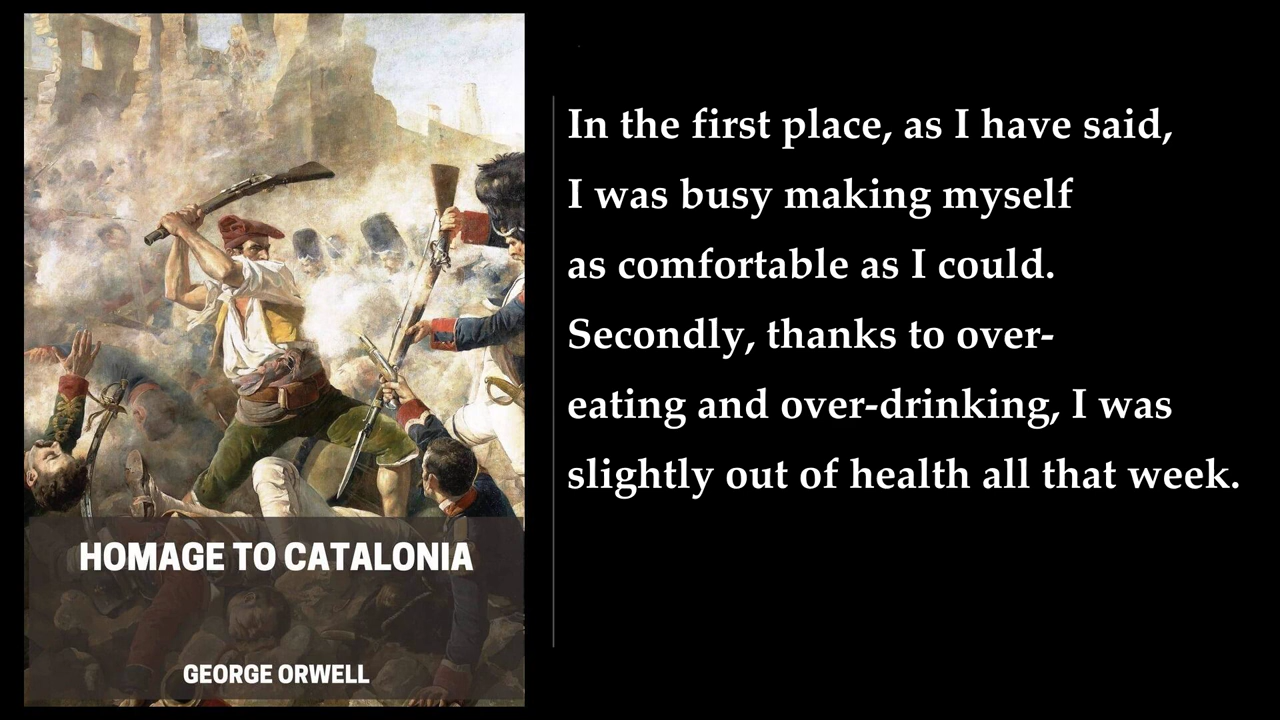 HOMAGE TO CATALONIA
GEORGE ORWELL
In the first place, as I have said,
I was busy making myself
as comfortable as I could.
Secondly, thanks to over-
eating and over-drinking, I was
slightly out of health all that week.